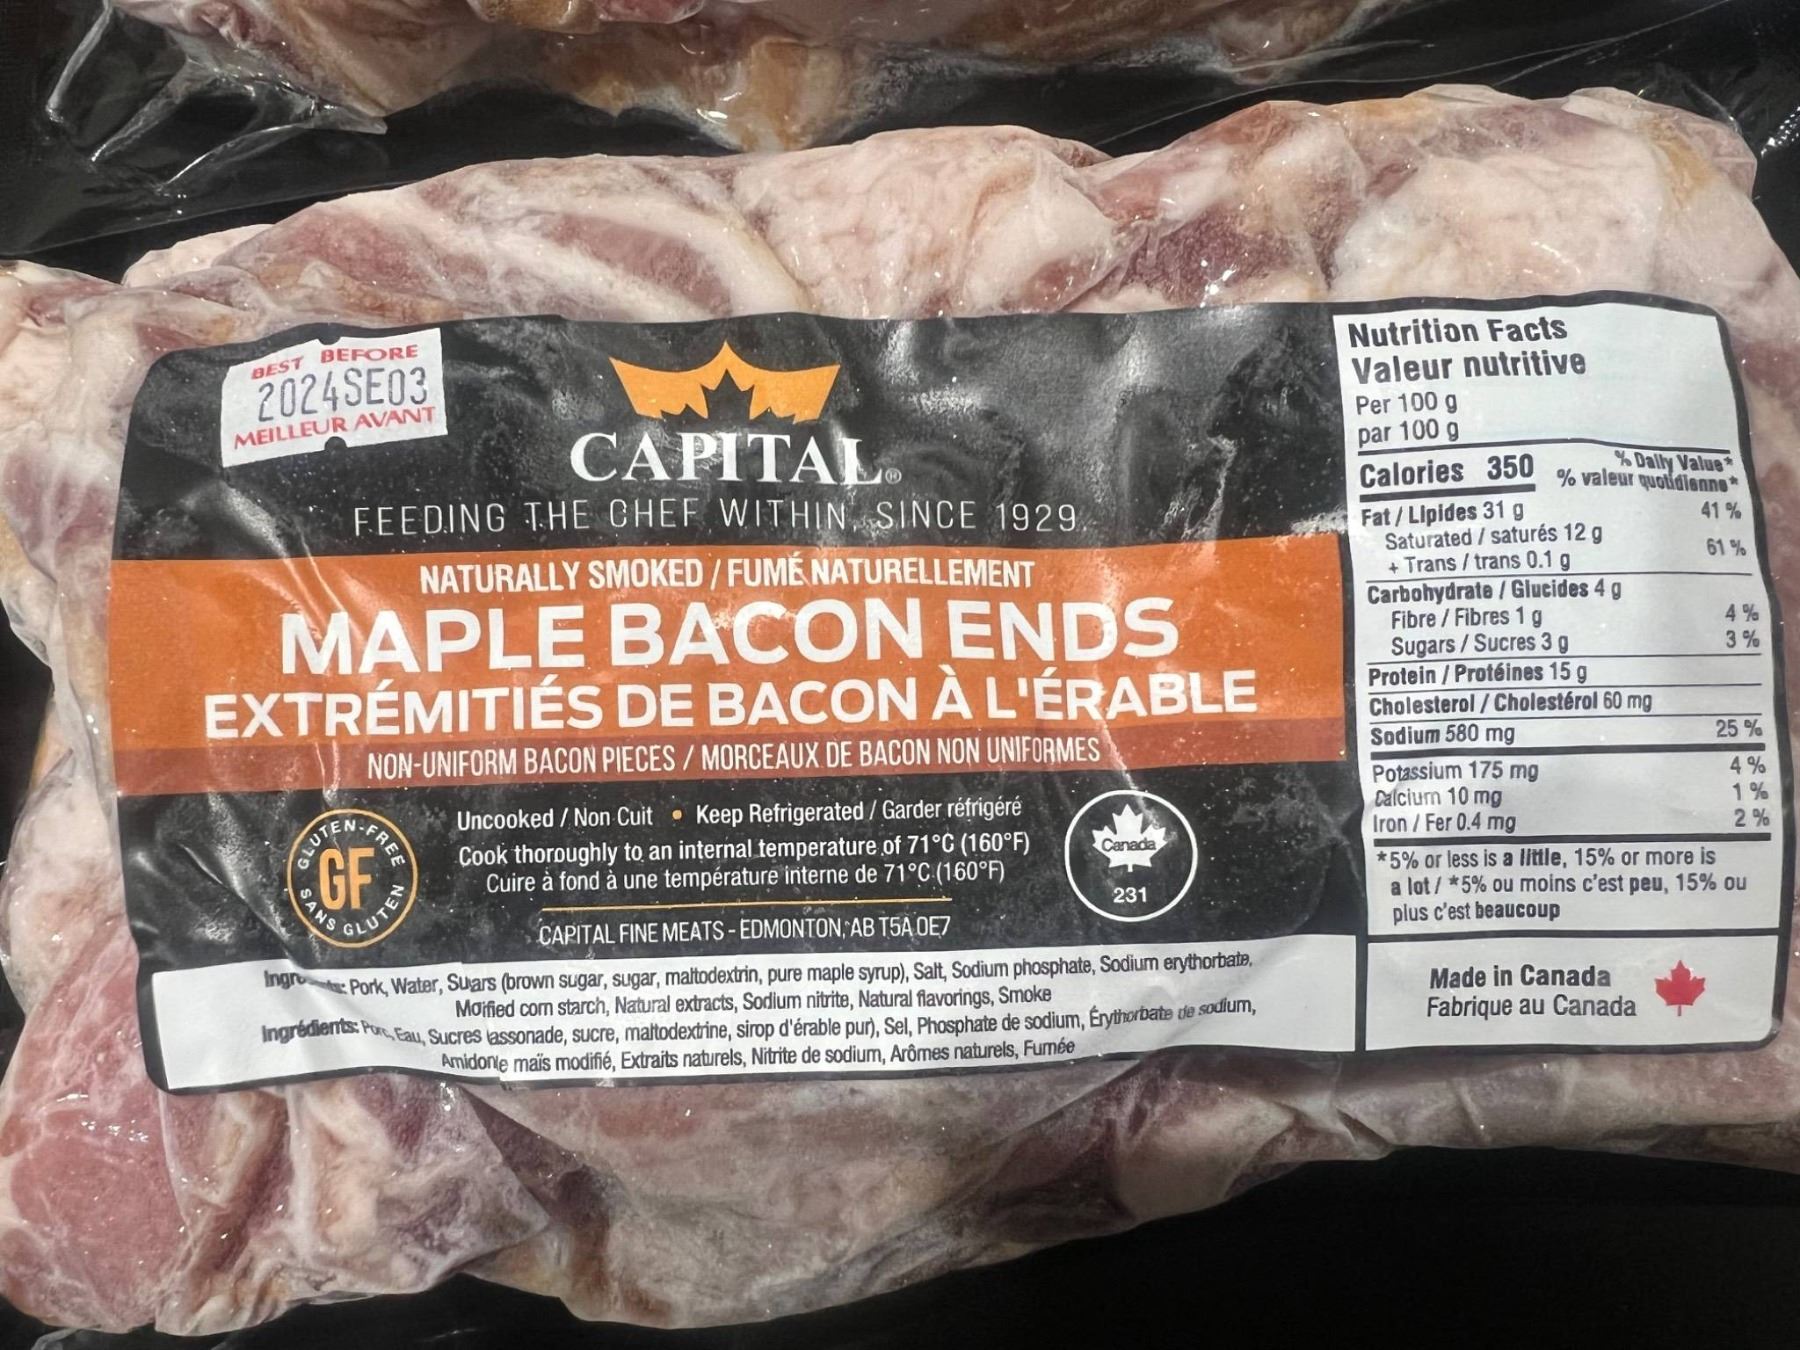 BEST BEFORE
2024SE03
MEILLEUR AVANT
CAPITAL®
FEEDING THE CHEF WITHIN SINCE 1929
NATURALLY SMOKED / FUMÉ NATURELLEMENT
MAPLE BACON ENDS
EXTRÉMITIÉS DE BACON À L'ÉRABLE
NON-UNIFORM BACON PIECES / MORCEAUX DE BACON NON UNIFORMES
GLUTEN-FREE
GF
SANS GLUTEN
Uncooked / Non Cuit • Keep Refrigerated / Garder réfrigéré
Cook thoroughly to an internal temperature of 71°C (160°F)
Cuire à fond à une température interne de 71°C (160°F)
CAPITAL FINE MEATS - EDMONTON, AB T5A 0E7
Canada
231
Pork, Water, (brown sugar, sugar, maltodextrin, pure maple syrup), Salt, Sodium phosphate, Sodium erythorbate,
corn starch, Natural extracts, Sodium nitrite, Natural flavorings, Smoke
Ingrédients: Eau, Sucres sucre, maltodextrine, sirop d'érable pur), Sel, Phosphate de sodium, Érythorbate de sodium,
maïs modifié, Extraits naturels, Nitrite de sodium, Arômes naturels, Fumée
Nutrition Facts
Valeur nutritive
Per 100 g
par 100 g
Calories 350
% Daily Value*
% valeur quotidienne*
Fat / Lipides 31 g 41 %
Saturated / saturés 12 g
+ Trans / trans 0.1 g 61 %
Carbohydrate / Glucides 4 g
Fibre / Fibres 1 g 4 %
Sugars / Sucres 3 g 3 %
Protein / Protéines 15 g
Cholesterol / Cholestérol 60 mg
Sodium 580 mg 25 %
Potassium 175 mg 4 %
Calcium 10 mg 1 %
Iron / Fer 0.4 mg 2 %
*5% or less is a little, 15% or more is
a lot / *5% ou moins c'est peu, 15% ou
plus c'est beaucoup
Made in Canada
Fabrique au Canada